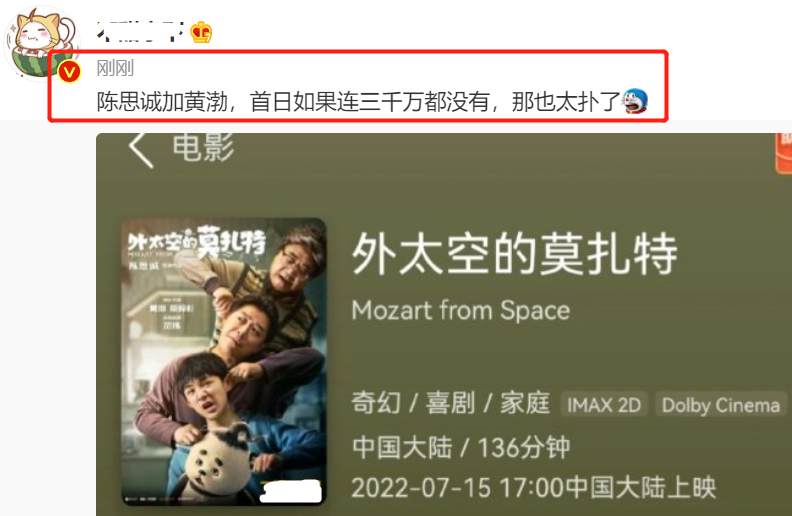 刚刚
陈思诚加黄渤，首日如果连三千万都没有，那也太扑了
电影
外太空的莫扎特
MOZART FROM SPACE
陈思诚
外太空的莫扎特
Mozart from Space
奇幻 / 喜剧 / 家庭 IMAX 2D Dolby Cinema
中国大陆 / 136分钟
2022-07-15 17:00中国大陆上映